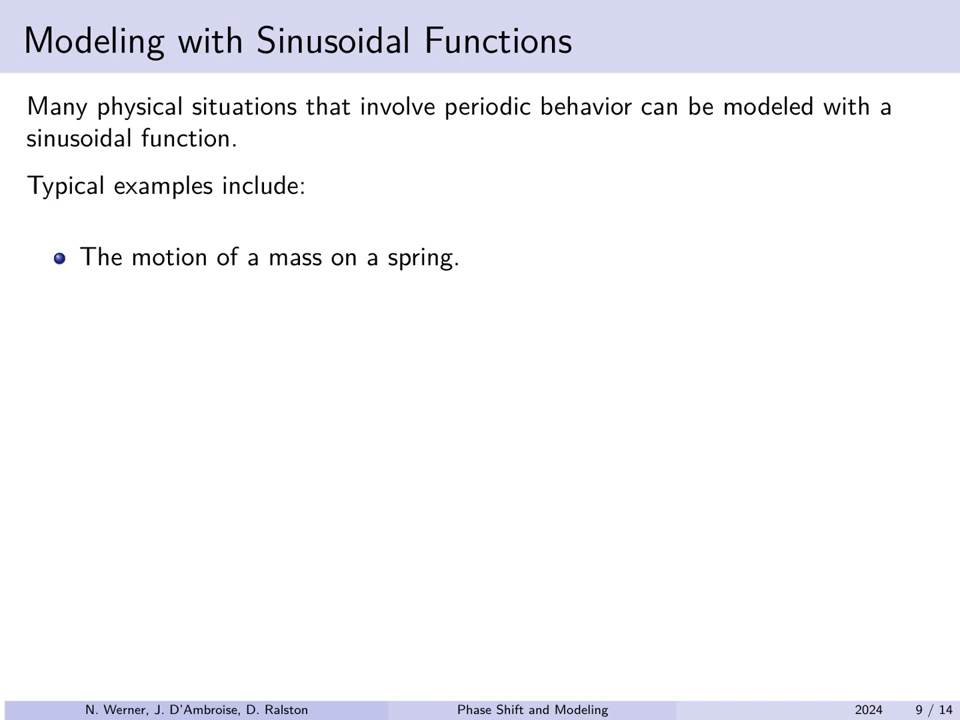 Modeling with Sinusoidal Functions
Many physical situations that involve periodic behavior can be modeled with a
sinusoidal function.
Typical examples include:
The motion of a mass on a spring.
N. Werner, J. D'Ambroise, D. Ralston
Phase Shift and Modeling
2024
9 / 14